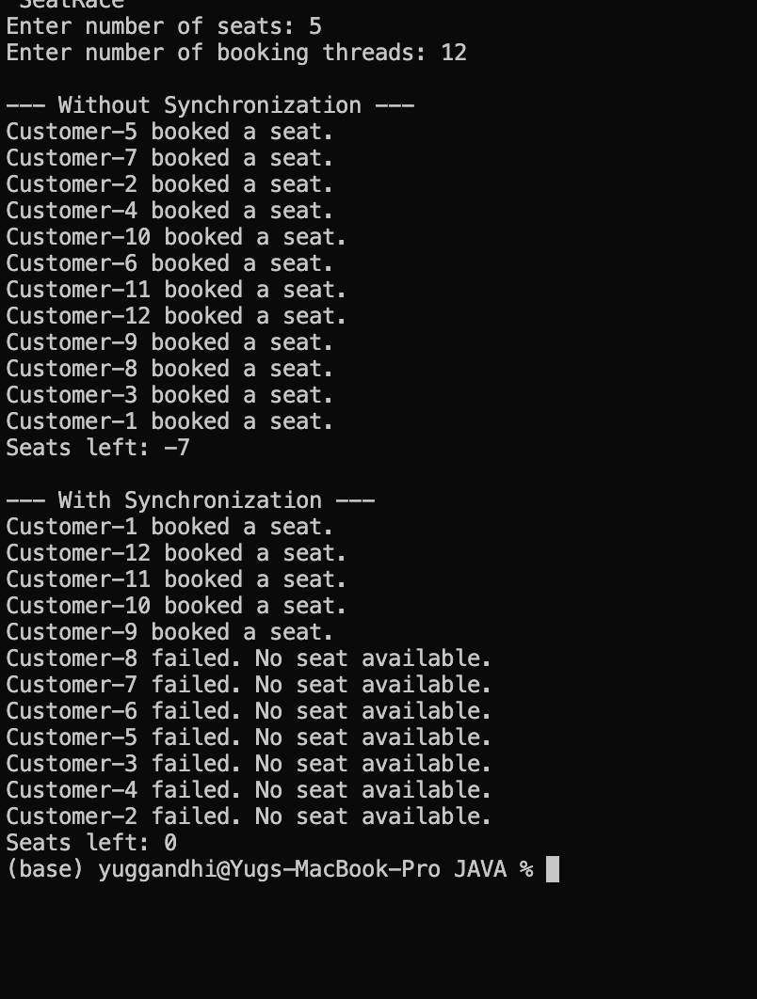 SeatRace
Enter number of seats: 5
Enter number of booking threads: 12
--- Without Synchronization ---
Customer-5 booked a seat.
Customer-7 booked a seat.
Customer-2 booked a seat.
Customer-4 booked a seat.
Customer-10 booked a seat.
Customer-6 booked a seat.
Customer-11 booked a seat.
Customer-12 booked a seat.
Customer-9 booked a seat.
Customer-8 booked a seat.
Customer-3 booked a seat.
Customer-1 booked a seat.
Seats left: -7
--- With Synchronization ---
Customer-1 booked a seat.
Customer-12 booked a seat.
Customer-11 booked a seat.
Customer-10 booked a seat.
Customer-9 booked a seat.
Customer-8 failed. No seat available.
Customer-7 failed. No seat available.
Customer-6 failed. No seat available.
Customer-5 failed. No seat available.
Customer-3 failed. No seat available.
Customer-4 failed. No seat available.
Customer-2 failed. No seat available.
Seats left: 0
(base) yuggandhi@Yugs-MacBook-Pro JAVA %